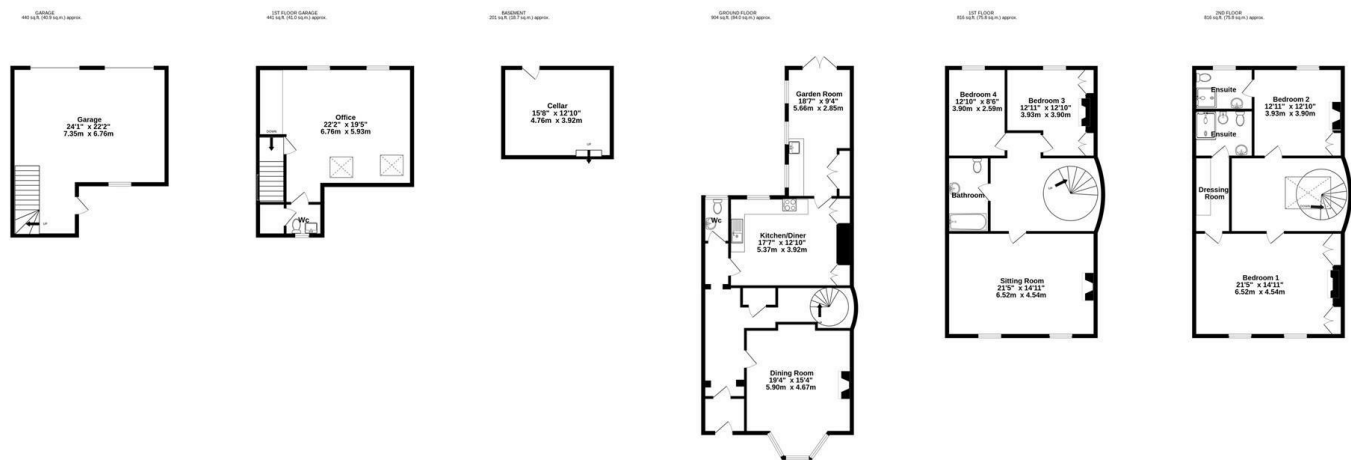 GARAGE
440 sq.ft. (40.9 sq.m.) approx.
Garage
24'1" x 22'2"
7.35m x 6.76m
UP
1ST FLOOR GARAGE
441 sq.ft. (41.0 sq.m.) approx.
Office
22'2" x 19'5"
6.76m x 5.93m
DOWN
Wc
BASEMENT
201 sq.ft. (18.7 sq.m.) approx.
Cellar
15'8" x 12'10"
4.76m x 3.92m
UP
GROUND FLOOR
904 sq.ft. (84.0 sq.m.) approx.
Garden Room
18'7" x 9'4"
5.66m x 2.85m
Wc
Kitchen/Diner
17'7" x 12'10"
5.37m x 3.92m
Dining Room
19'4" x 15'4"
5.90m x 4.67m
1ST FLOOR
816 sq.ft. (75.8 sq.m.) approx.
Bedroom 4
12'10" x 8'6"
3.90m x 2.59m
Bedroom 3
12'11" x 12'10"
3.93m x 3.90m
Bathroom
UP
Sitting Room
21'5" x 14'11"
6.52m x 4.54m
2ND FLOOR
816 sq.ft. (75.8 sq.m.) approx.
Ensuite
Bedroom 2
12'11" x 12'10"
3.93m x 3.90m
Ensuite
Dressing
Room
DOWN
Bedroom 1
21'5" x 14'11"
6.52m x 4.54m